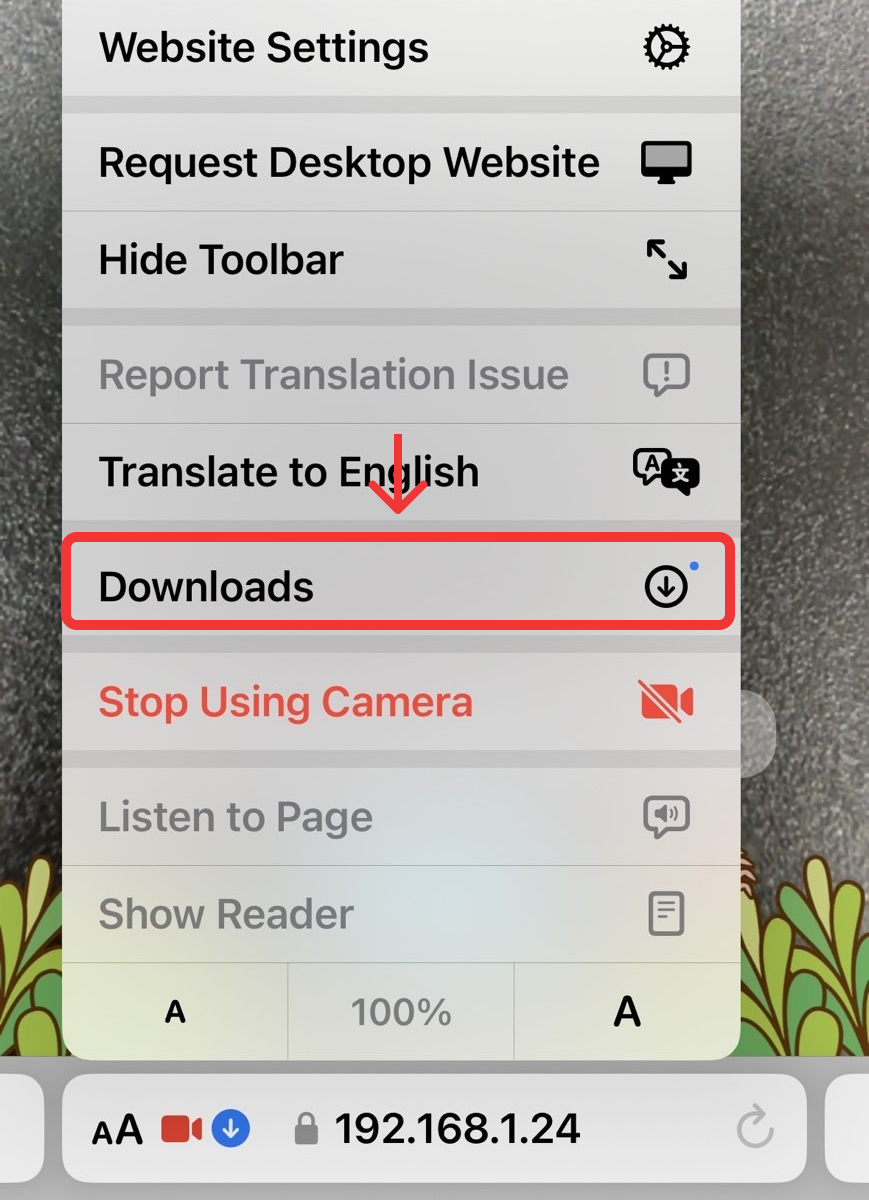 Website Settings
Request Desktop Website
Hide Toolbar
Report Translation Issue
Translate to English
Downloads
Stop Using Camera
Listen to Page
Show Reader
A 100% A
AA 192.168.1.24